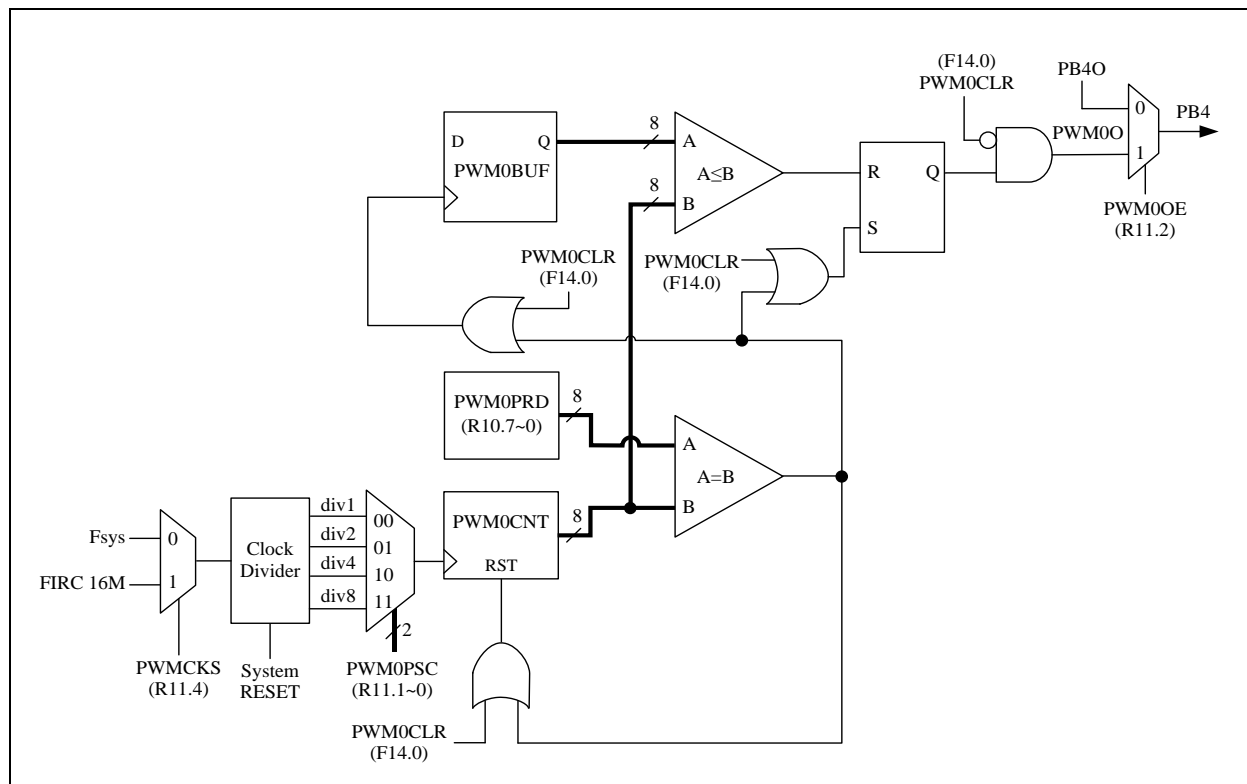 (F14.0)
PWM0CLR
PB4O
0
PB4
PWM0O
1
PWM0OE
(R11.2)
D
Q
PWM0BUF
8
A
A≤B
8
B
R
Q
S
PWM0CLR
(F14.0)
PWM0CLR
(F14.0)
PWM0PRD
(R10.7~0)
8
A
A=B
B
PWM0CNT
8
RST
Fsys
0
FIRC 16M
1
PWMCKS
(R11.4)
Clock
Divider
System
RESET
div1
div2
div4
div8
00
01
10
11
2
PWM0PSC
(R11.1~0)
PWM0CLR
(F14.0)